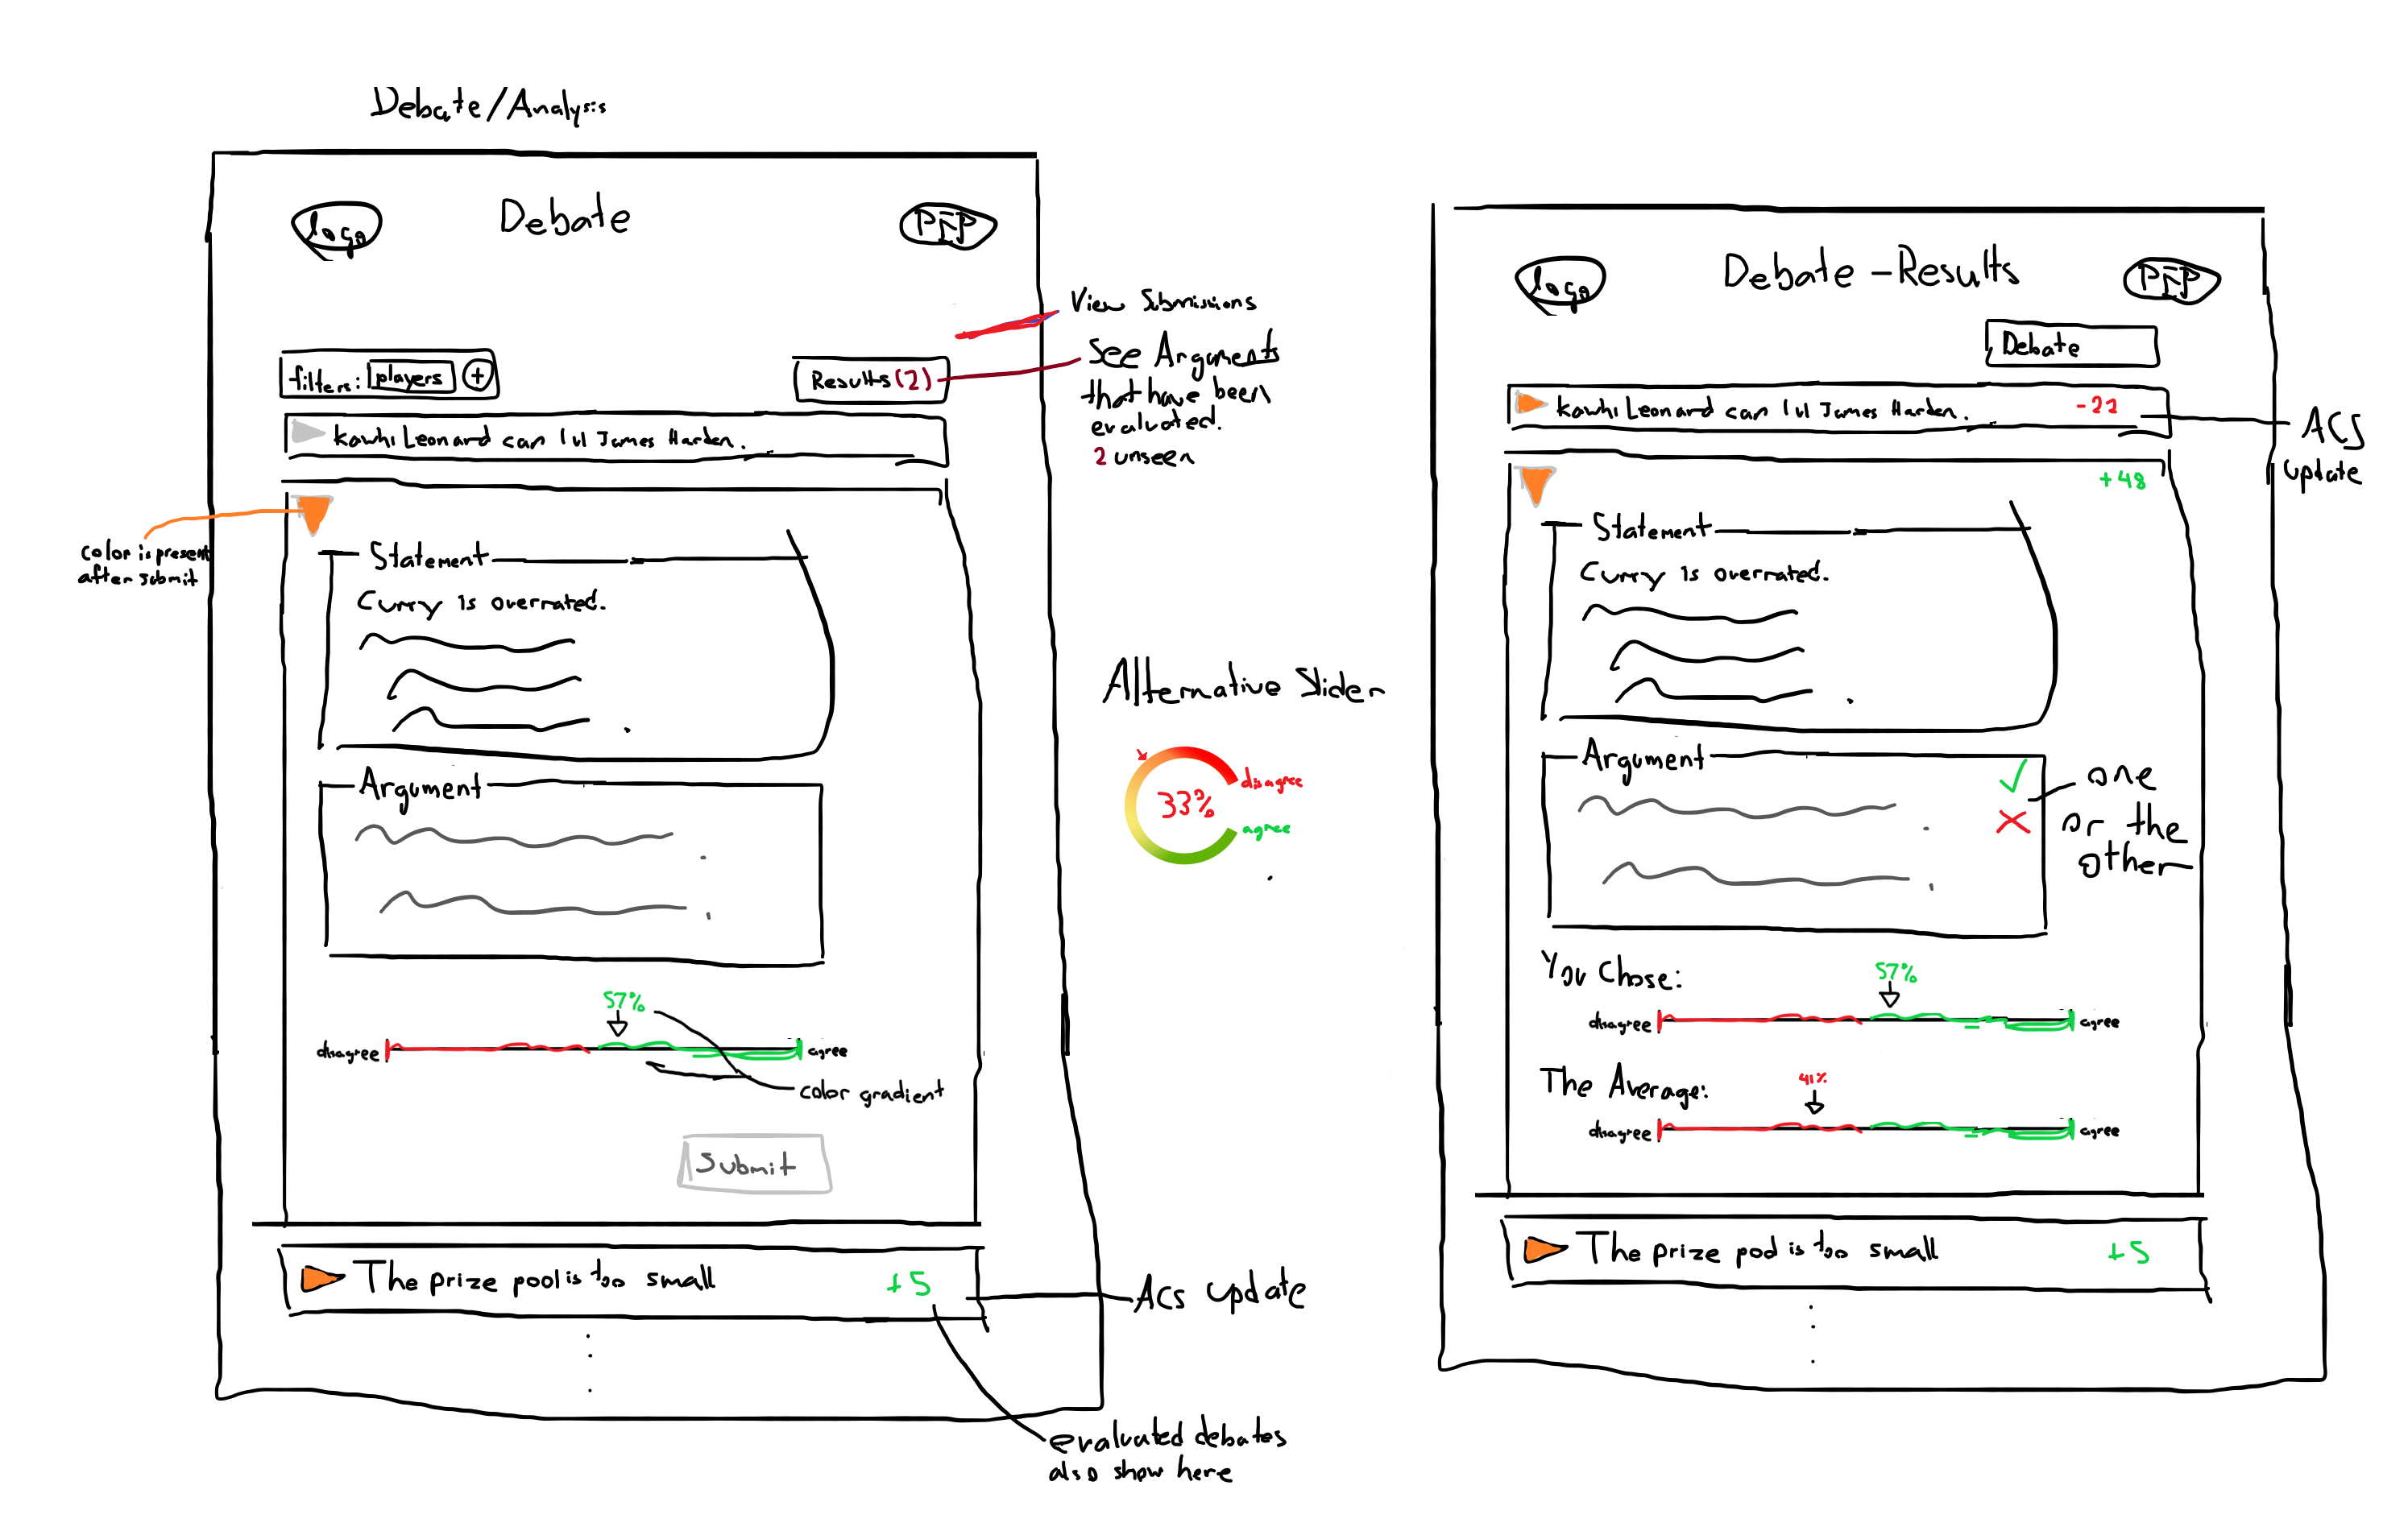 Debate/Analysis
logo
Debate
PFP
filters: players +
Results (2)
View Submissions
See Arguments
that have been
evaluated.
2 unseen
Kawhi Leonard can 1v1 James Harden.
color is present
after submit
Statement
Curry is overrated.
Argument
57%
disagree
agree
color gradient
Submit
The prize pool is too small
+5
Acs update
evaluated debates
also show here
Alternative Slider
33%
disagree
agree
logo
Debate - Results
PFP
Debate
Kawhi Leonard can 1v1 James Harden.
-22
ACS
update
+48
Statement
Curry is overrated.
Argument
one
or the
other
You Chose:
57%
disagree
agree
The Average:
41%
disagree
agree
The prize pool is too small
+5